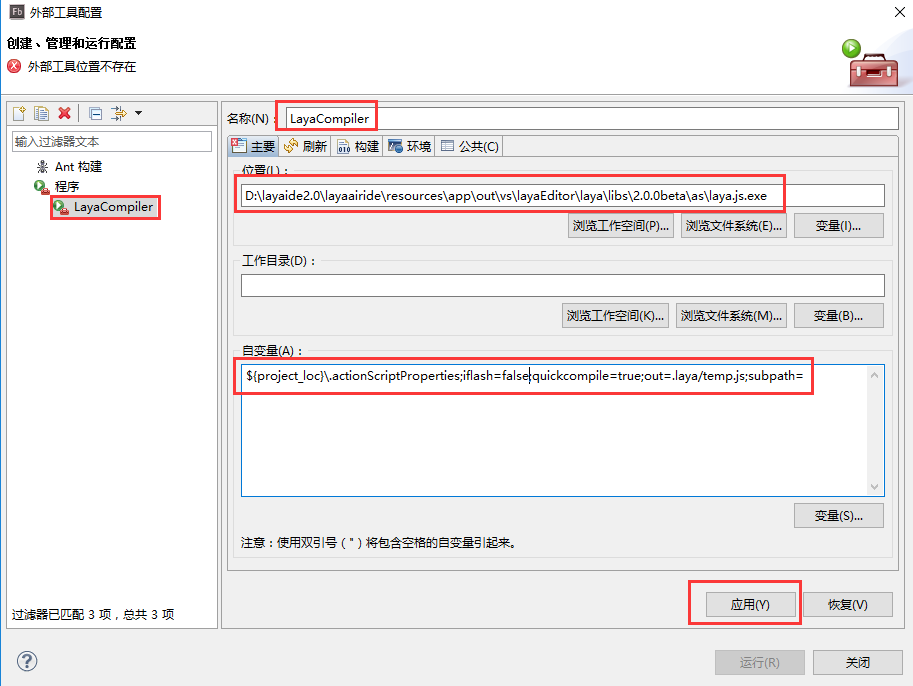 Fb 外部工具配置
创建、管理和运行配置
外部工具位置不存在
输入过滤器文本
Ant 构建
程序
LayaCompiler
过滤器已匹配 3 项，总共 3 项
名称(N)： LayaCompiler
主要 刷新 构建 环境 公共(C)
位置(L)：
D:\layaide2.0\layaairide\resources\app\out\vs\layaEditor\laya\libs\2.0.0beta\as\laya.js.exe
浏览工作空间(P)... 浏览文件系统(E)... 变量(I)...
工作目录(D)：
浏览工作空间(K)... 浏览文件系统(M)... 变量(B)...
自变量(A)：
${project_loc}\.actionScriptProperties;iflash=false;quickcompile=true;out=.laya/temp.js;subpath=
变量(S)...
注意：使用双引号 (") 将包含空格的自变量引起来。
应用(Y) 恢复(V)
运行(R) 关闭